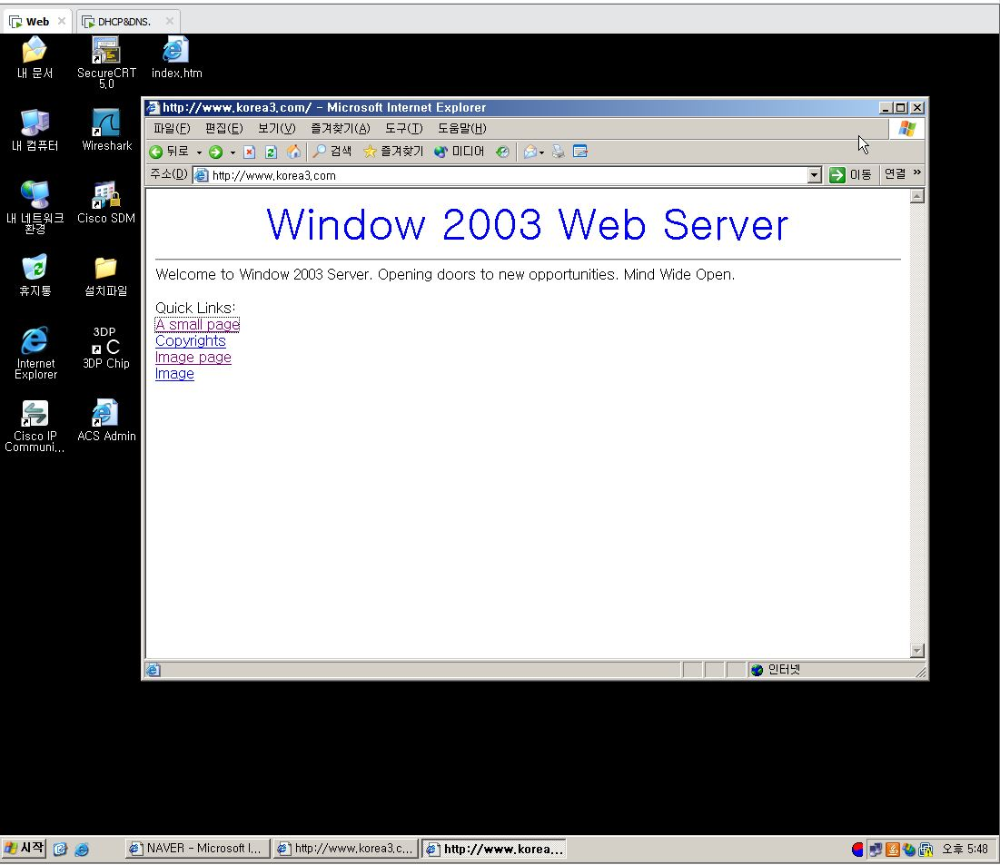 Web
DHCP&DNS.
내 문서
SecureCRT 5.0
index.htm
내 컴퓨터
Wireshark
내 네트워크 환경
Cisco SDM
휴지통
설치파일
Internet Explorer
3DP C
3DP Chip
Cisco IP Communi...
ACS Admin
http://www.korea3.com/ - Microsoft Internet Explorer
파일(F) 편집(E) 보기(V) 즐겨찾기(A) 도구(T) 도움말(H)
뒤로 검색 즐겨찾기 미디어
주소(D) http://www.korea3.com 이동 연결 »
Window 2003 Web Server
Welcome to Window 2003 Server. Opening doors to new opportunities. Mind Wide Open.
Quick Links:
A small page
Copyrights
Image page
Image
인터넷
시작 NAVER - Microsoft I... http://www.korea3.c... http://www.korea... 오후 5:48